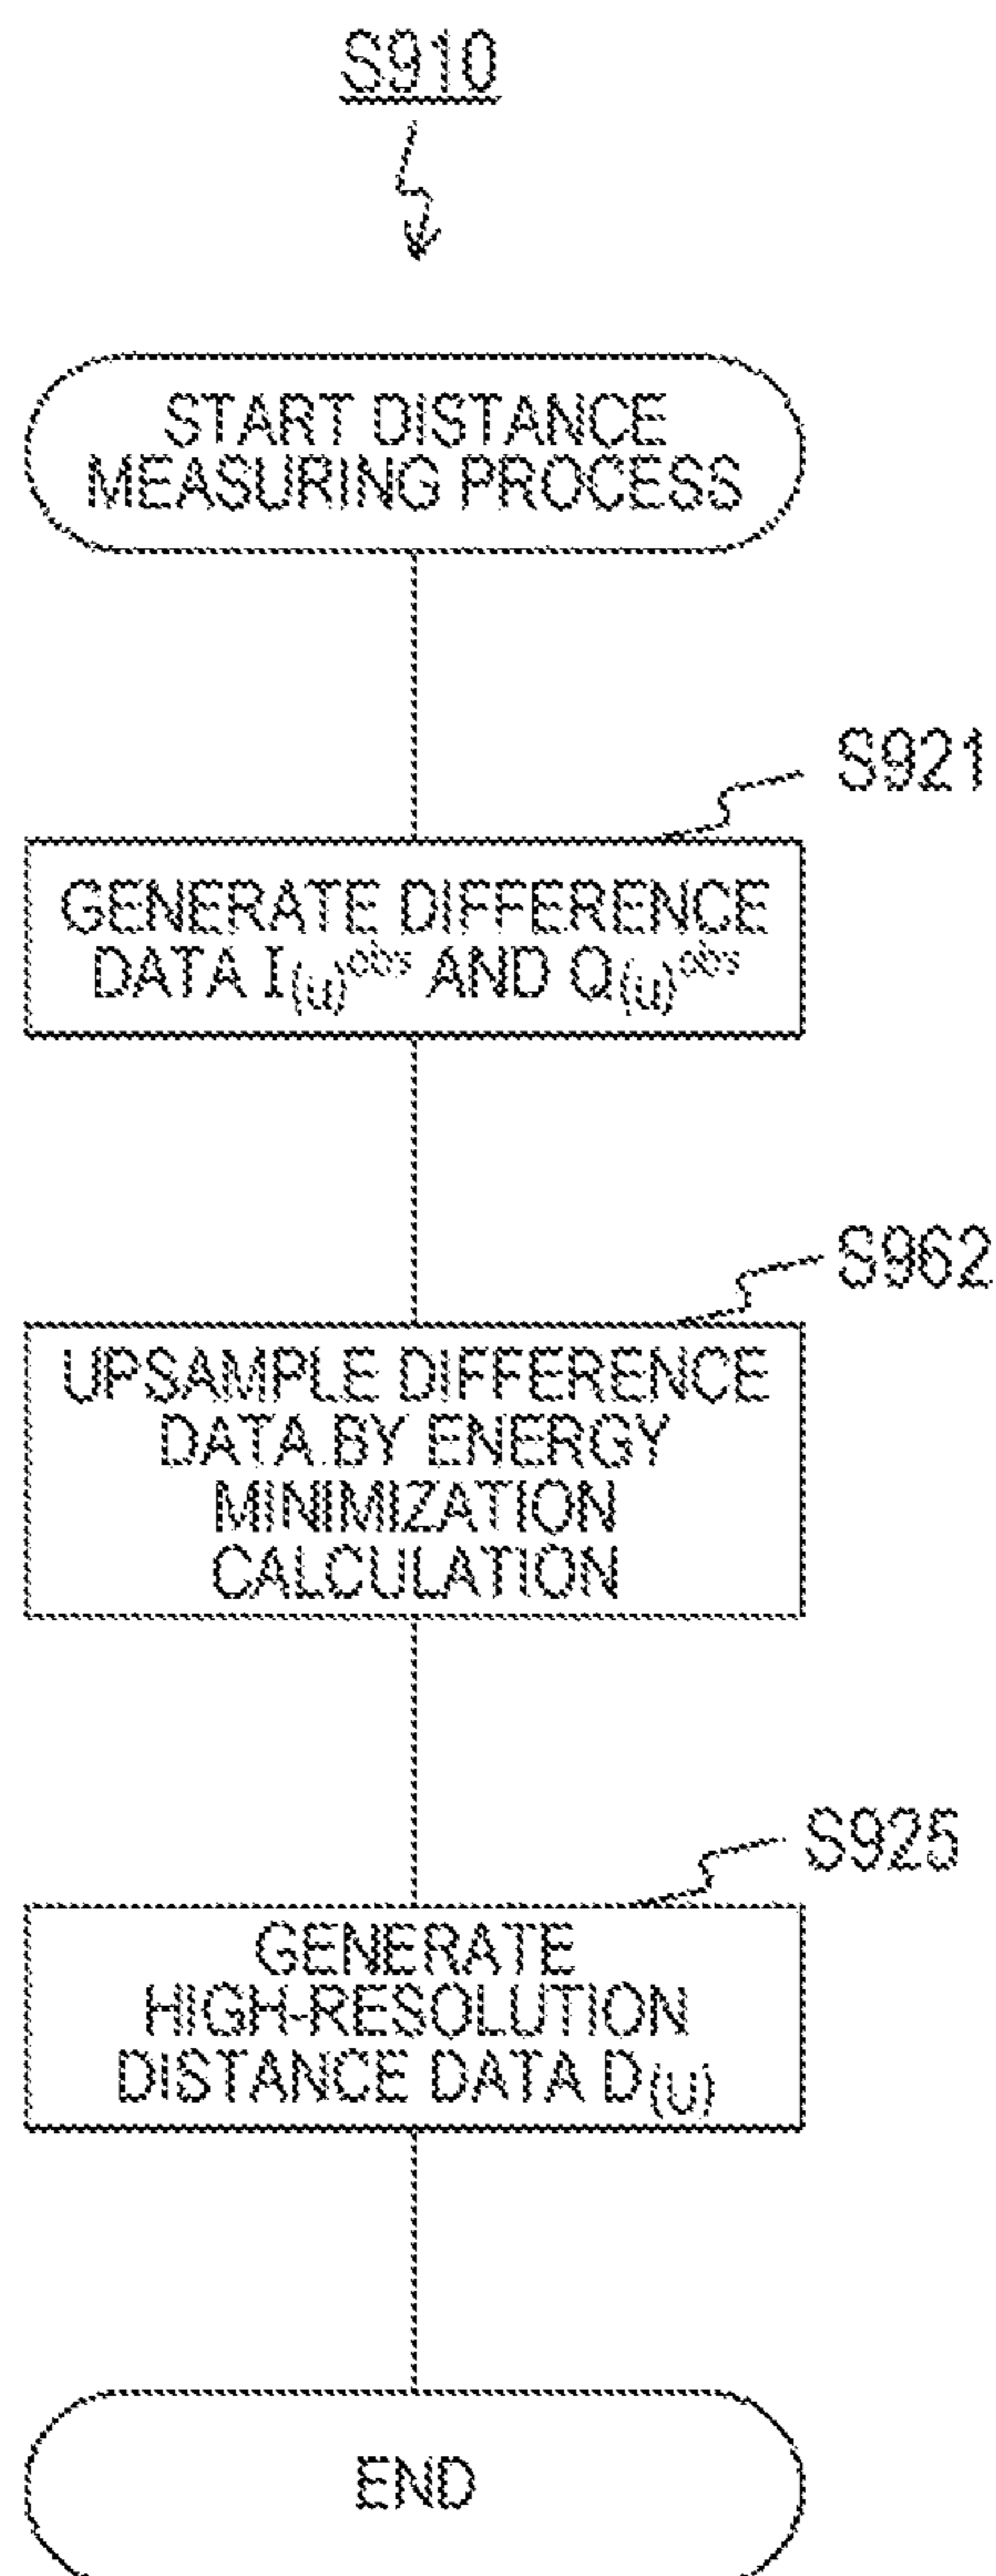 S910
START DISTANCE
MEASURING PROCESS
S921
GENERATE DIFFERENCE
DATA I(u)^obs AND Q(u)^obs
S962
UPSAMPLE DIFFERENCE
DATA BY ENERGY
MINIMIZATION
CALCULATION
S925
GENERATE
HIGH-RESOLUTION
DISTANCE DATA D(U)
END